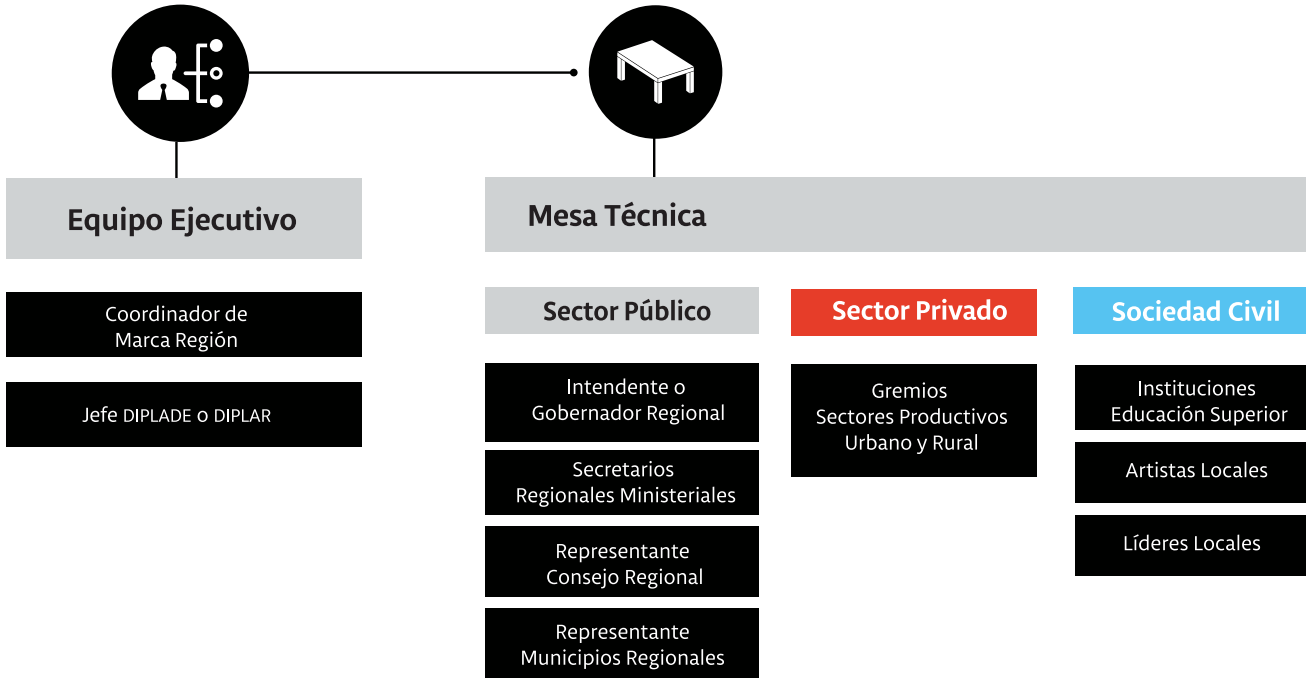 Equipo Ejecutivo
Coordinador de
Marca Región
Jefe DIPLADE o DIPLAR
Mesa Técnica
Sector Público
Intendente o
Gobernador Regional
Secretarios
Regionales Ministeriales
Representante
Consejo Regional
Representante
Municipios Regionales
Sector Privado
Gremios
Sectores Productivos
Urbano y Rural
Sociedad Civil
Instituciones
Educación Superior
Artistas Locales
Líderes Locales